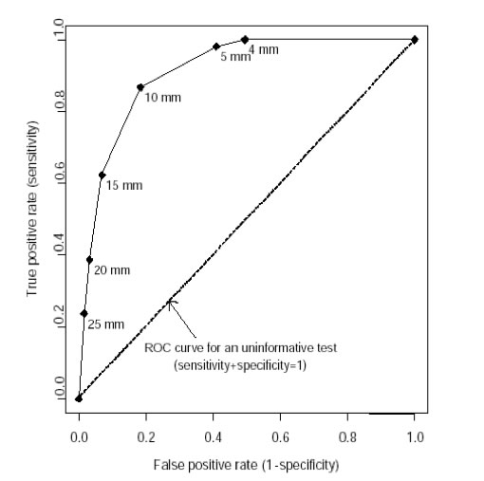 True positive rate (sensitivity)
1.0
0.8
0.6
0.4
0.2
0.0
5 mm
4 mm
10 mm
15 mm
20 mm
25 mm
ROC curve for an uninformative test
(sensitivity+specificity=1)
0.0 0.2 0.4 0.6 0.8 1.0
False positive rate (1-specificity)